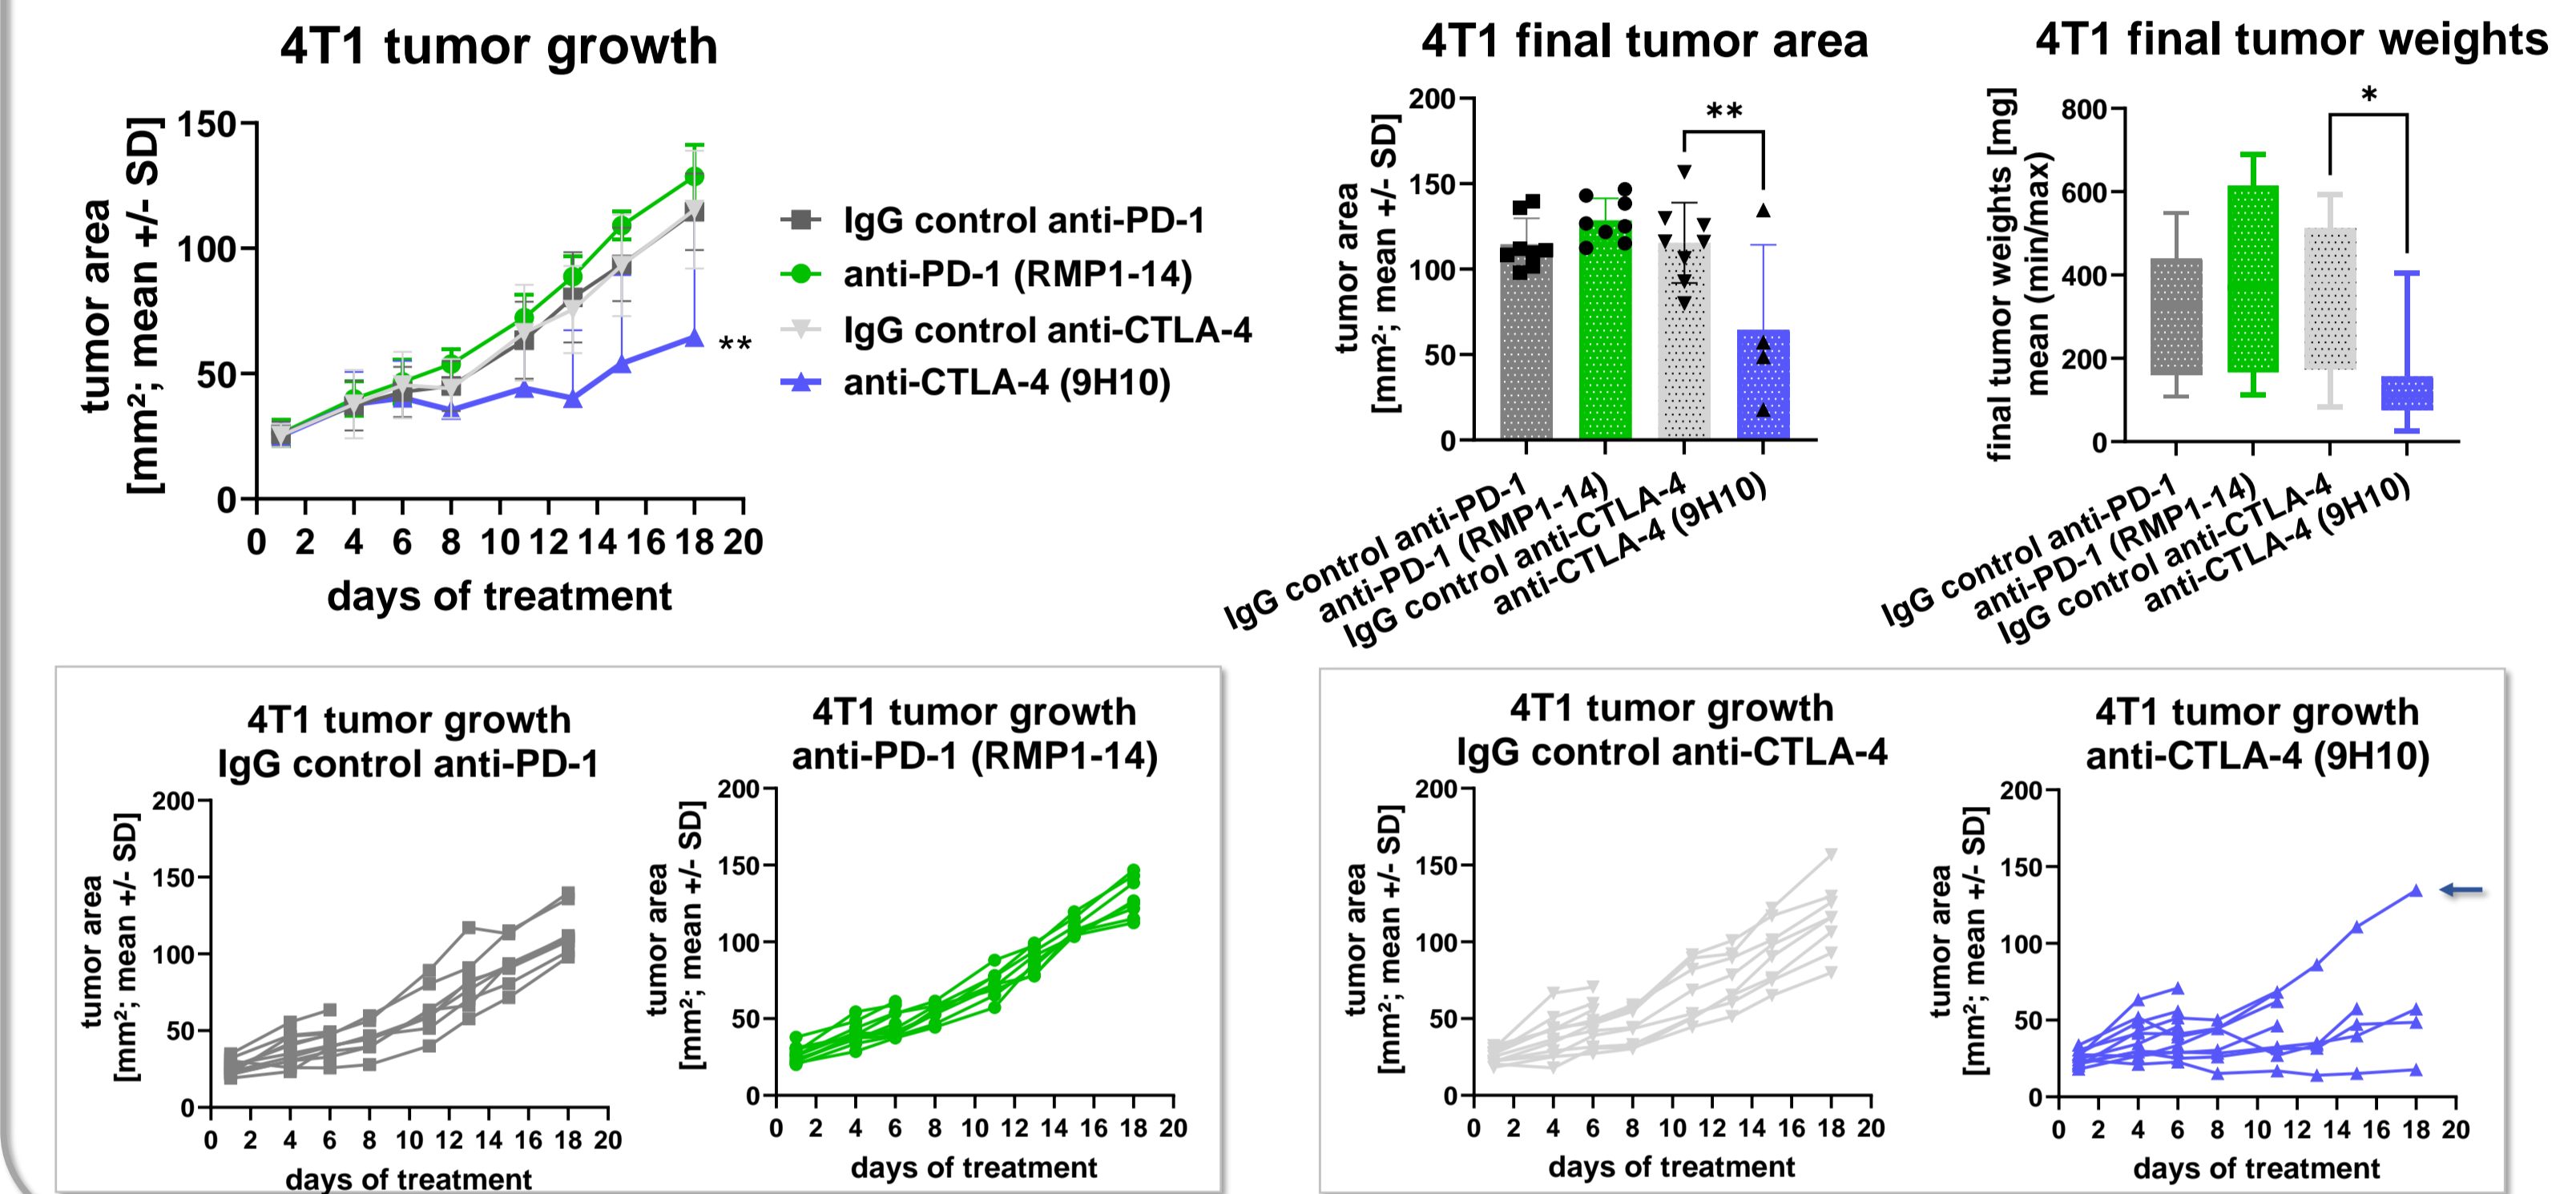 4T1 tumor growth
tumor area
[mm²; mean +/- SD]
150
100
50
0
0 2 4 6 8 10 12 14 16 18 20
days of treatment
**
IgG control anti-PD-1
anti-PD-1 (RMP1-14)
IgG control anti-CTLA-4
anti-CTLA-4 (9H10)
4T1 final tumor area
tumor area
[mm²; mean +/- SD]
200
150
100
50
0
**
IgG control anti-PD-1
anti-PD-1 (RMP1-14)
IgG control anti-CTLA-4
anti-CTLA-4 (9H10)
4T1 final tumor weights
final tumor weights [mg]
mean (min/max)
800
600
400
200
0
*
IgG control anti-PD-1
anti-PD-1 (RMP1-14)
IgG control anti-CTLA-4
anti-CTLA-4 (9H10)
4T1 tumor growth
IgG control anti-PD-1
tumor area
[mm²; mean +/- SD]
200
150
100
50
0
0 2 4 6 8 10 12 14 16 18 20
days of treatment
4T1 tumor growth
anti-PD-1 (RMP1-14)
tumor area
[mm²; mean +/- SD]
200
150
100
50
0
0 2 4 6 8 10 12 14 16 18 20
days of treatment
4T1 tumor growth
IgG control anti-CTLA-4
tumor area
[mm²; mean +/- SD]
200
150
100
50
0
0 2 4 6 8 10 12 14 16 18 20
days of treatment
4T1 tumor growth
anti-CTLA-4 (9H10)
tumor area
[mm²; mean +/- SD]
200
150
100
50
0
0 2 4 6 8 10 12 14 16 18 20
days of treatment